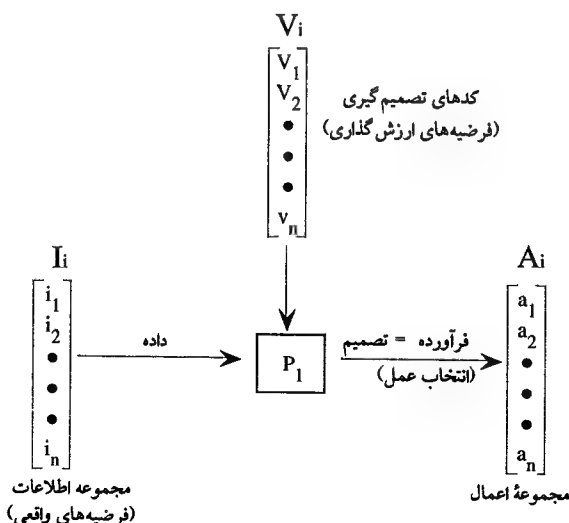 Vi
V1
V2
vn
کدهای تصمیم گیری
(فرضیه‌های ارزش گذاری)
Ii
i1
i2
in
مجموعه اطلاعات
(فرضیه‌های واقعی)
داده
P1
فرآورده = تصمیم
(انتخاب عمل)
Ai
a1
a2
an
مجموعهٔ اعمال